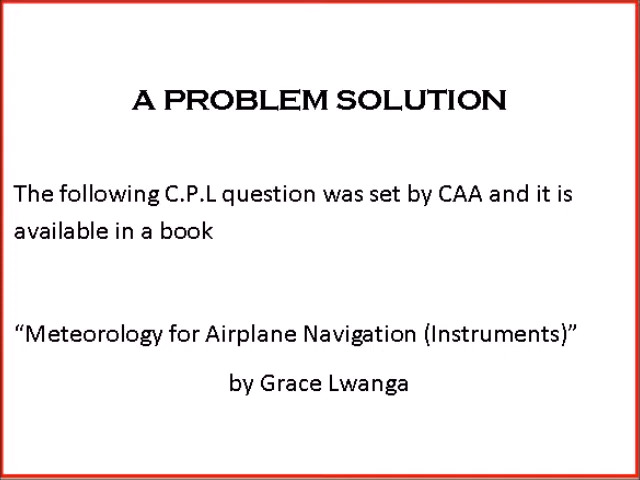 A PROBLEM SOLUTION
The following C.P.L question was set by CAA and it is
available in a book
“Meteorology for Airplane Navigation (Instruments)”
by Grace Lwanga